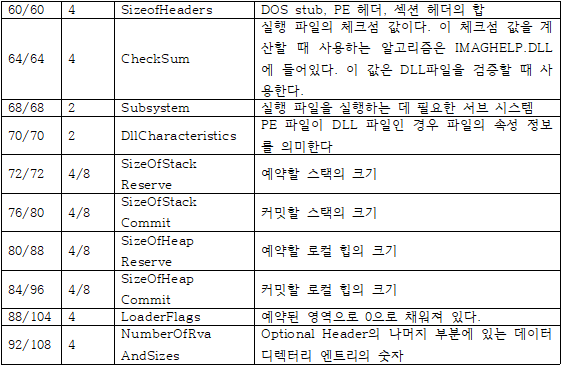 60/60 4 SizeofHeaders DOS stub, PE 헤더, 섹션 헤더의 합
64/64 4 CheckSum 실행 파일의 체크섬 값이다. 이 체크섬 값을 계
산할 때 사용하는 알고리즘은 IMAGHELP.DLL
에 들어있다. 이 값은 DLL파일을 검증할 때 사
용한다.
68/68 2 Subsystem 실행 파일을 실행하는 데 필요한 서브 시스템
70/70 2 DllCharacteristics PE 파일이 DLL 파일인 경우 파일의 속성 정보
를 의미한다
72/72 4/8 SizeOfStack
Reserve 예약할 스택의 크기
76/80 4/8 SizeOfStack
Commit 커밋할 스택의 크기
80/88 4/8 SizeOfHeap
Reserve 예약할 로컬 힙의 크기
84/96 4/8 SizeOfHeap
Commit 커밋할 로컬 힙의 크기
88/104 4 LoaderFlags 예약된 영역으로 0으로 채워져 있다.
92/108 4 NumberOfRva
AndSizes Optional Header의 나머지 부분에 있는 데이터
디렉터리 엔트리의 숫자